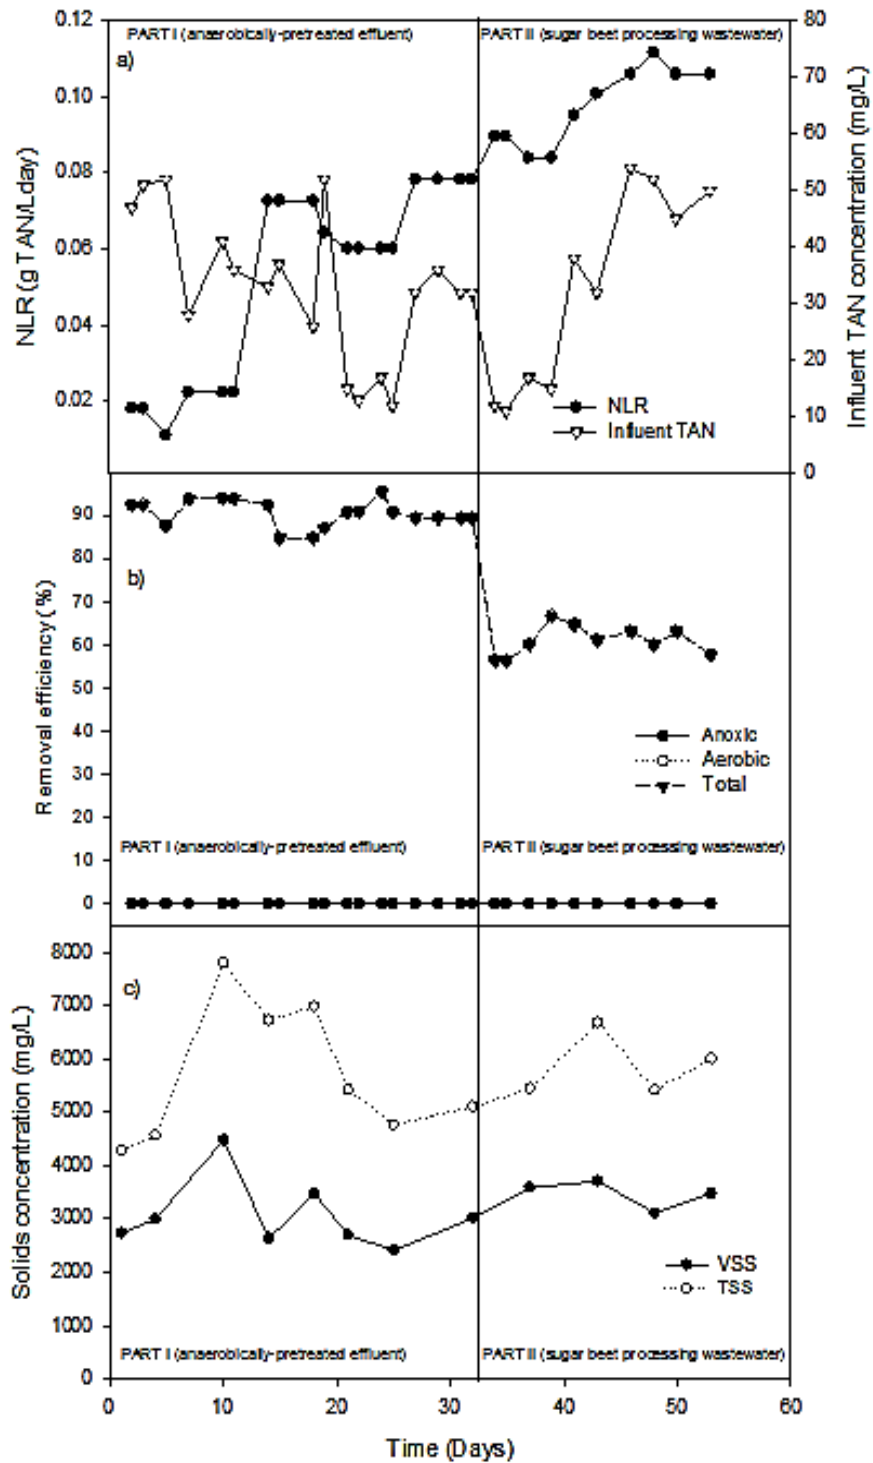 PART I (anaerobically-pretreated effluent)
PART II (sugar beet processing wastewater)
a)
0.12
0.10
0.08
0.06
0.04
0.02
NLR (g TAN/Lday)
80
70
60
50
40
30
20
10
0
Influent TAN concentration (mg/L)
NLR
Influent TAN
b)
90
80
70
60
50
40
30
20
10
0
Removal efficiency (%)
Anoxic
Aerobic
Total
PART I (anaerobically-pretreated effluent)
PART II (sugar beet processing wastewater)
c)
8000
7000
6000
5000
4000
3000
2000
1000
0
Solids concentration (mg/L)
VSS
TSS
PART I (anaerobically-pretreated effluent)
PART II (sugar beet processing wastewater)
0
10
20
30
40
50
60
Time (Days)